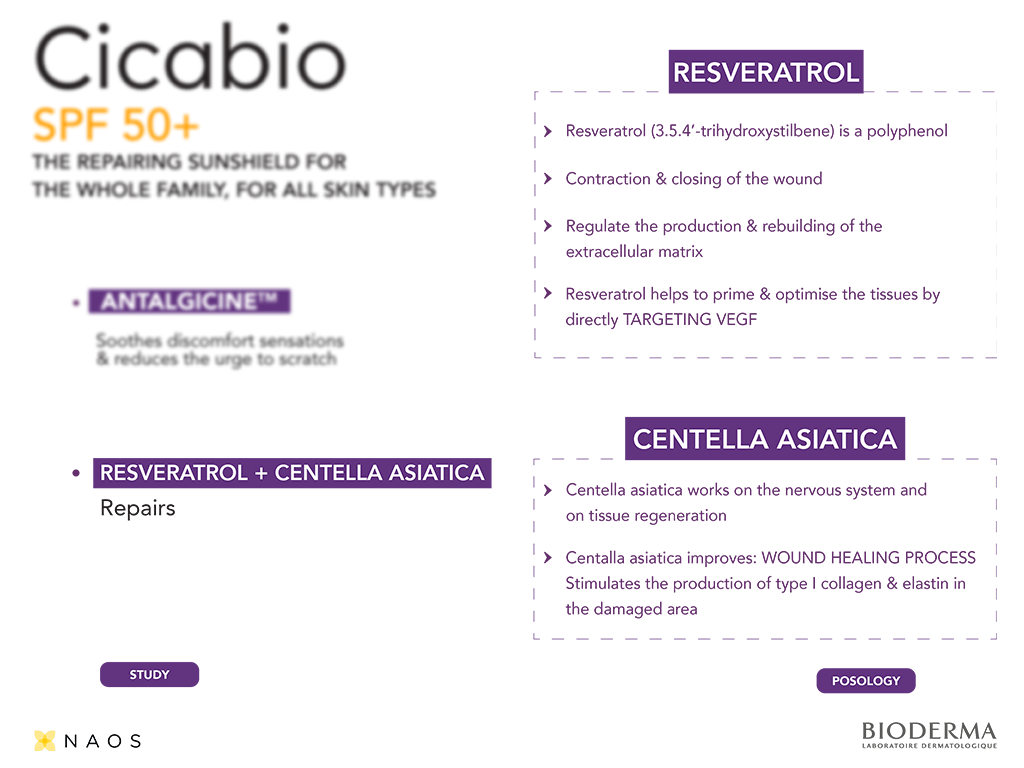 Cicabio
SPF 50+
THE REPAIRING SUNSHIELD FOR
THE WHOLE FAMILY, FOR ALL SKIN TYPES
• ANTALGICINE™
Soothes discomfort sensations
& reduces the urge to scratch
• RESVERATROL + CENTELLA ASIATICA
Repairs
STUDY
NAOS
RESVERATROL
Resveratrol (3.5.4’-trihydroxystilbene) is a polyphenol
Contraction & closing of the wound
Regulate the production & rebuilding of the
extracellular matrix
Resveratrol helps to prime & optimise the tissues by
directly TARGETING VEGF
CENTELLA ASIATICA
Centella asiatica works on the nervous system and
on tissue regeneration
Centalla asiatica improves: WOUND HEALING PROCESS
Stimulates the production of type I collagen & elastin in
the damaged area
POSOLOGY
BIODERMA
LABORATOIRE DERMATOLOGIQUE